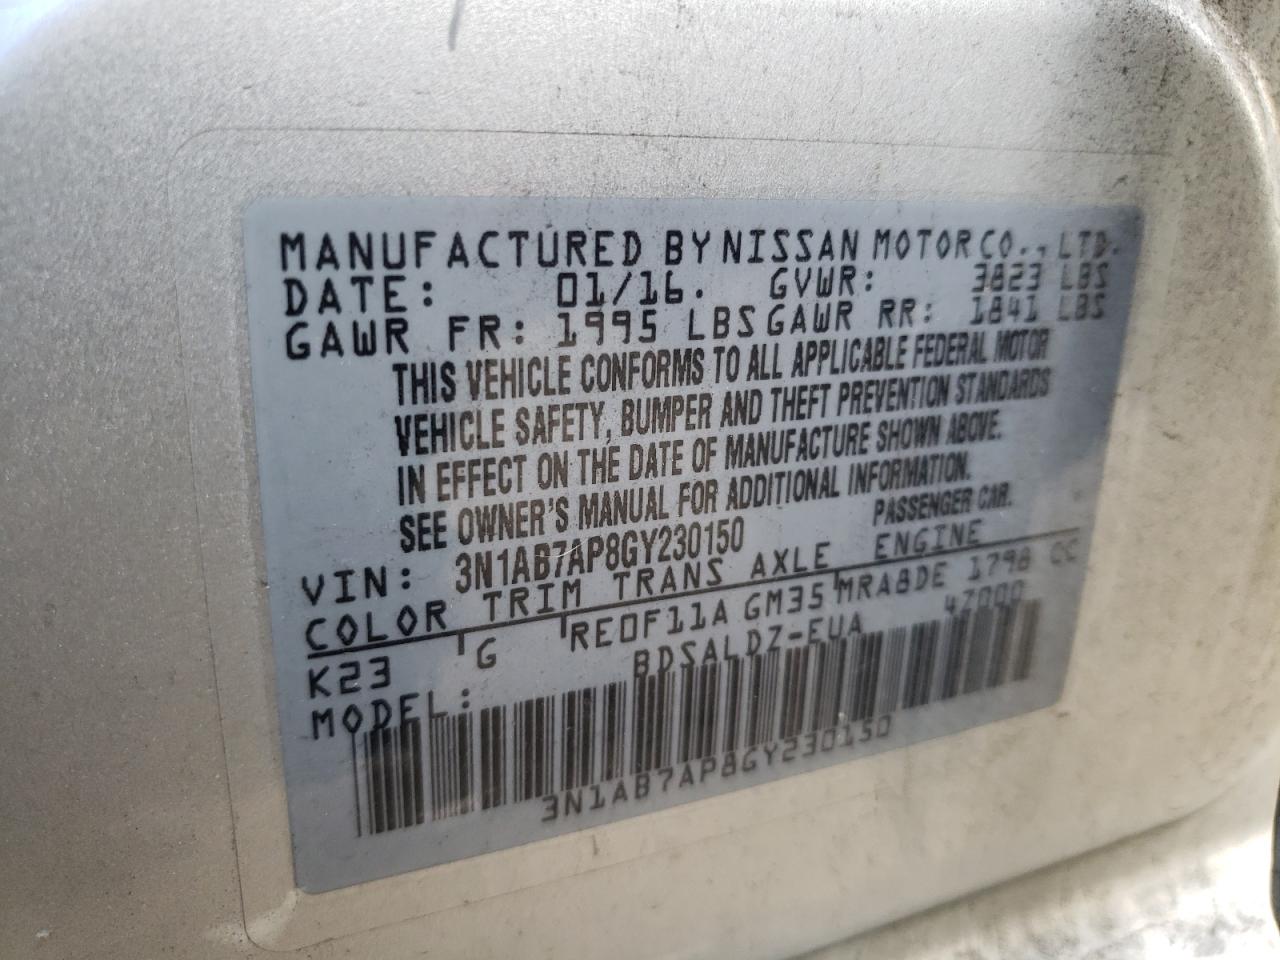 MANUFACTURED BY NISSAN MOTOR CO., LTD.
DATE: 01/16. GVWR: 3823 LBS
GAWR FR: 1995 LBS GAWR RR: 1841 LBS
THIS VEHICLE CONFORMS TO ALL APPLICABLE FEDERAL MOTOR
VEHICLE SAFETY, BUMPER AND THEFT PREVENTION STANDARDS
IN EFFECT ON THE DATE OF MANUFACTURE SHOWN ABOVE.
SEE OWNER'S MANUAL FOR ADDITIONAL INFORMATION.
VIN: 3N1AB7AP8GY230150 PASSENGER CAR.
COLOR TRIM TRANS AXLE ENGINE
K23 G RE0F11A GM35 MRA8DE 1798 CC
MODEL: BDSALDZ-EUA 47000
3N1AB7AP8GY230150